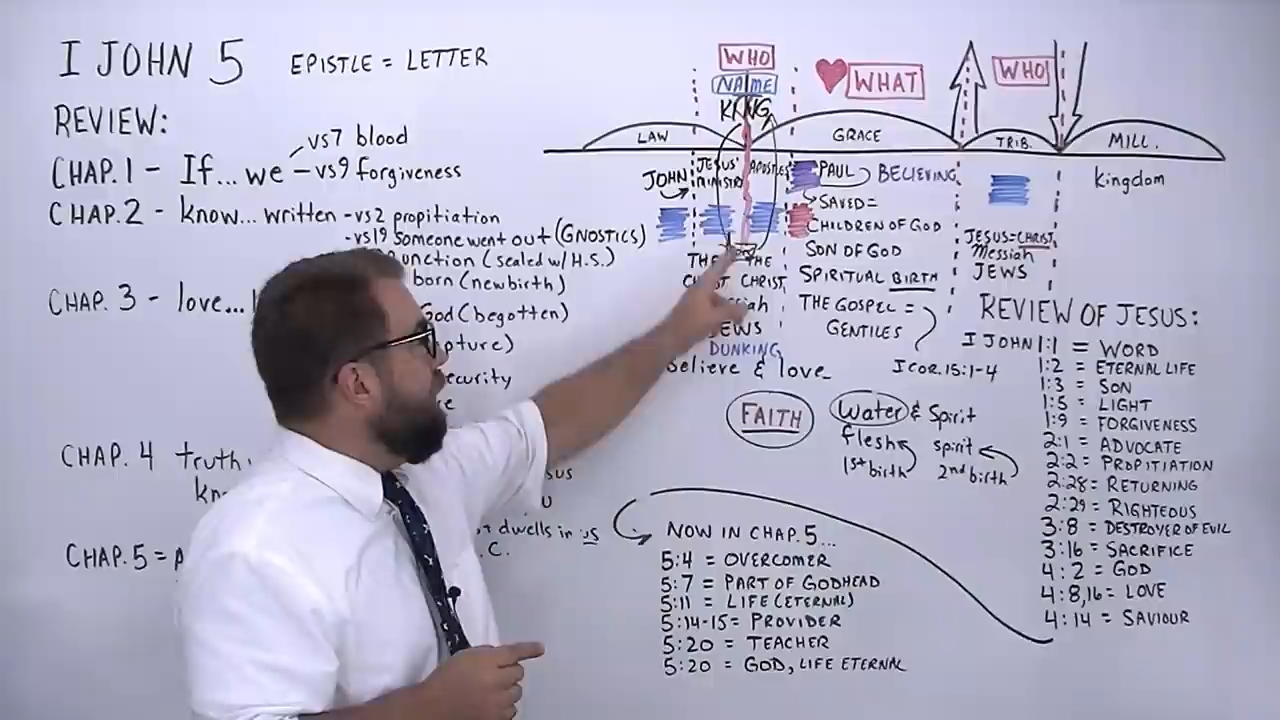 I JOHN 5 EPISTLE = LETTER
REVIEW:
CHAP. 1 - If... we - vs7 blood
- vs9 forgiveness
CHAP. 2 - know... written - vs2 propitiation
- vs19 Someone went out (GNOSTICS)
unction (sealed w/ H.S.)
born (new birth)
CHAP. 3 - love...
God (begotten)
CHAP. 4 truth
CHAP. 5 =
dwells in us
WHO
NAME
KING
WHAT
WHO
LAW
GRACE
TRIB.
MILL.
JOHN
JESUS' MINISTRY
APOSTLES
PAUL BELIEVING
SAVED =
CHILDREN OF GOD
SON OF GOD
SPIRITUAL BIRTH
THE GOSPEL =
GENTILES
I COR. 15:1-4
THE
CHRIST CHRIST
JEWS
DUNKING
believe & love
JESUS = CHRIST
Messiah
JEWS
Kingdom
FAITH
Water & Spirit
flesh spirit
1st birth 2nd birth
REVIEW OF JESUS:
I JOHN 1:1 = WORD
1:2 = ETERNAL LIFE
1:3 = SON
1:5 = LIGHT
1:9 = FORGIVENESS
2:1 = ADVOCATE
2:2 = PROPITIATION
2:28 = RETURNING
2:29 = RIGHTEOUS
3:8 = DESTROYER OF EVIL
3:16 = SACRIFICE
4:2 = GOD
4:8,16 = LOVE
4:14 = SAVIOUR
NOW IN CHAP. 5...
5:4 = OVERCOMER
5:7 = PART OF GODHEAD
5:11 = LIFE (ETERNAL)
5:14-15 = PROVIDER
5:20 = TEACHER
5:20 = GOD, LIFE ETERNAL